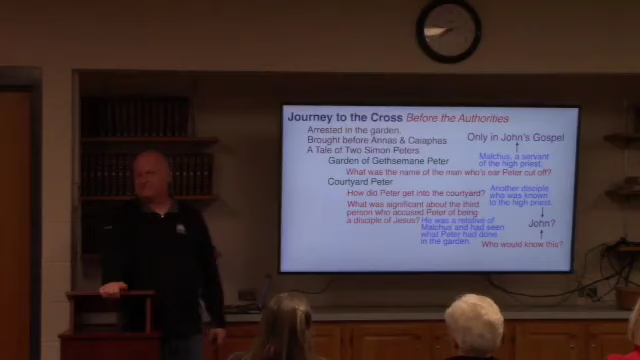 Journey to the Cross Before the Authorities
Arrested in the garden.
Brought before Annas & Caiaphas
A Tale of Two Simon Peters
Garden of Gethsemane Peter
What was the name of the man who's ear Peter cut off?
Courtyard Peter
How did Peter get into the courtyard?
What was significant about the third
person who accused Peter of being
a disciple of Jesus?
He was a relative of
Malchus and had seen
what Peter had done
in the garden.
Only in John's Gospel
Malchus, a servant
of the high priest.
Another disciple
who was known
to the high priest.
John?
Who would know this?